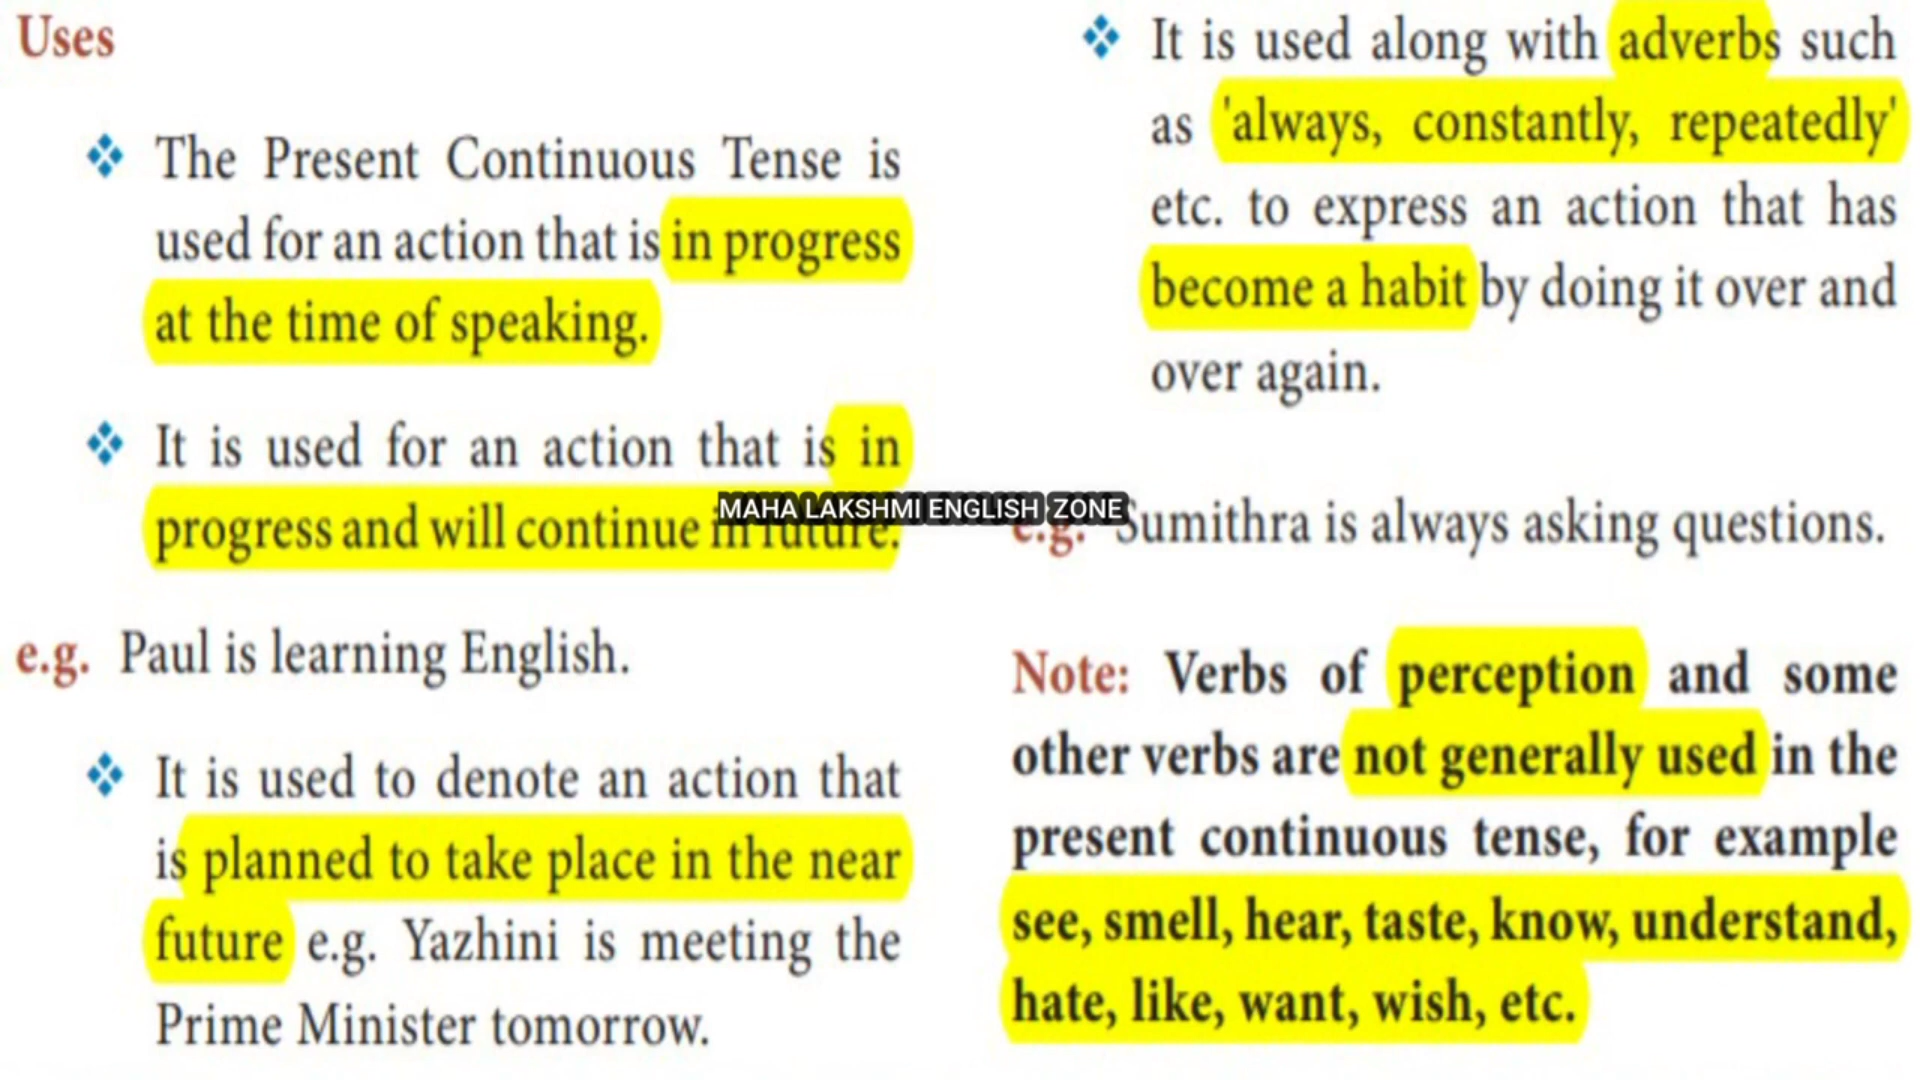 Uses
The Present Continuous Tense is
used for an action that is in progress
at the time of speaking.
It is used for an action that is in
progress and will continue in future.
e.g. Paul is learning English.
It is used to denote an action that
is planned to take place in the near
future e.g. Yazhini is meeting the
Prime Minister tomorrow.
It is used along with adverbs such
as 'always, constantly, repeatedly'
etc. to express an action that has
become a habit by doing it over and
over again.
MAHA LAKSHMI ENGLISH ZONE
e.g. Sumithra is always asking questions.
Note: Verbs of perception and some
other verbs are not generally used in the
present continuous tense, for example
see, smell, hear, taste, know, understand,
hate, like, want, wish, etc.